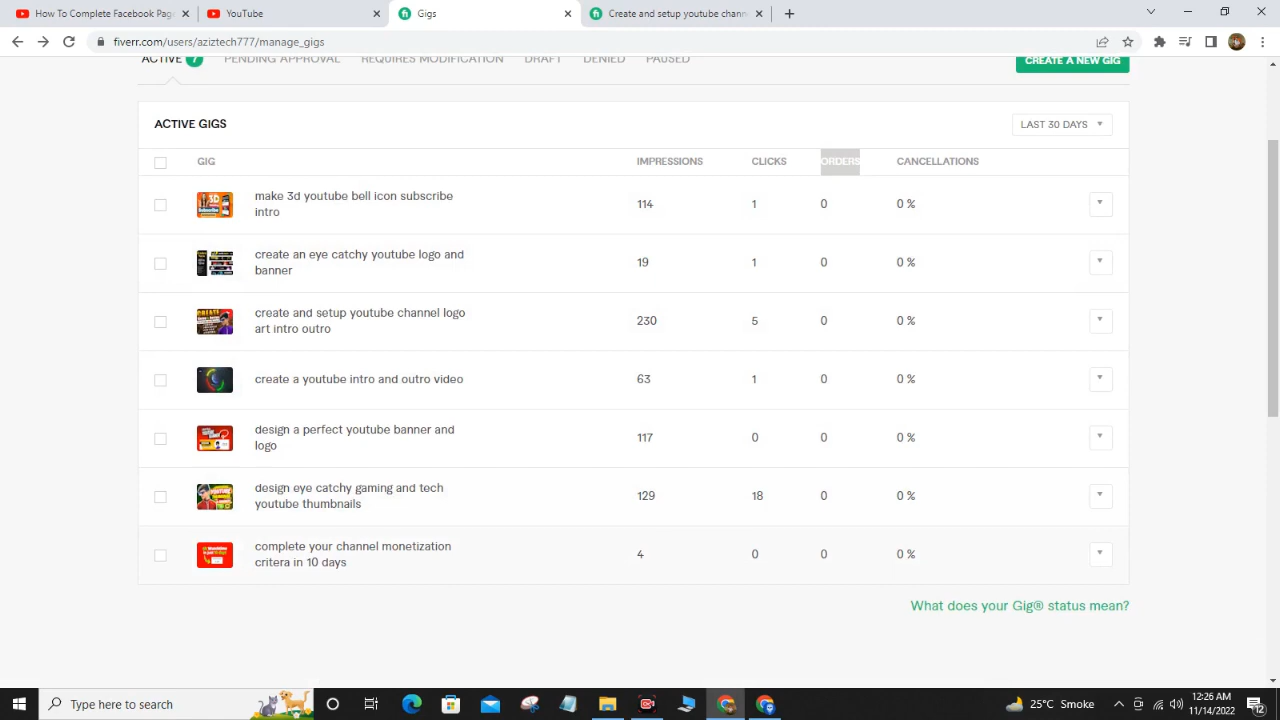 How To Complete Facebook Page
YouTube
Gigs
Create and setup youtube chann
fiverr.com/users/aziztech777/manage_gigs
ACTIVE 7 PENDING APPROVAL REQUIRES MODIFICATION DRAFT DENIED PAUSED
CREATE A NEW GIG
ACTIVE GIGS
LAST 30 DAYS
GIG IMPRESSIONS CLICKS ORDERS CANCELLATIONS
make 3d youtube bell icon subscribe
intro
114 1 0 0 %
create an eye catchy youtube logo and
banner
19 1 0 0 %
create and setup youtube channel logo
art intro outro
230 5 0 0 %
create a youtube intro and outro video
63 1 0 0 %
design a perfect youtube banner and
logo
117 0 0 0 %
design eye catchy gaming and tech
youtube thumbnails
129 18 0 0 %
complete your channel monetization
critera in 10 days
4 0 0 0 %
What does your Gig® status mean?
Type here to search
25°C Smoke
12:26 AM
11/14/2022
12